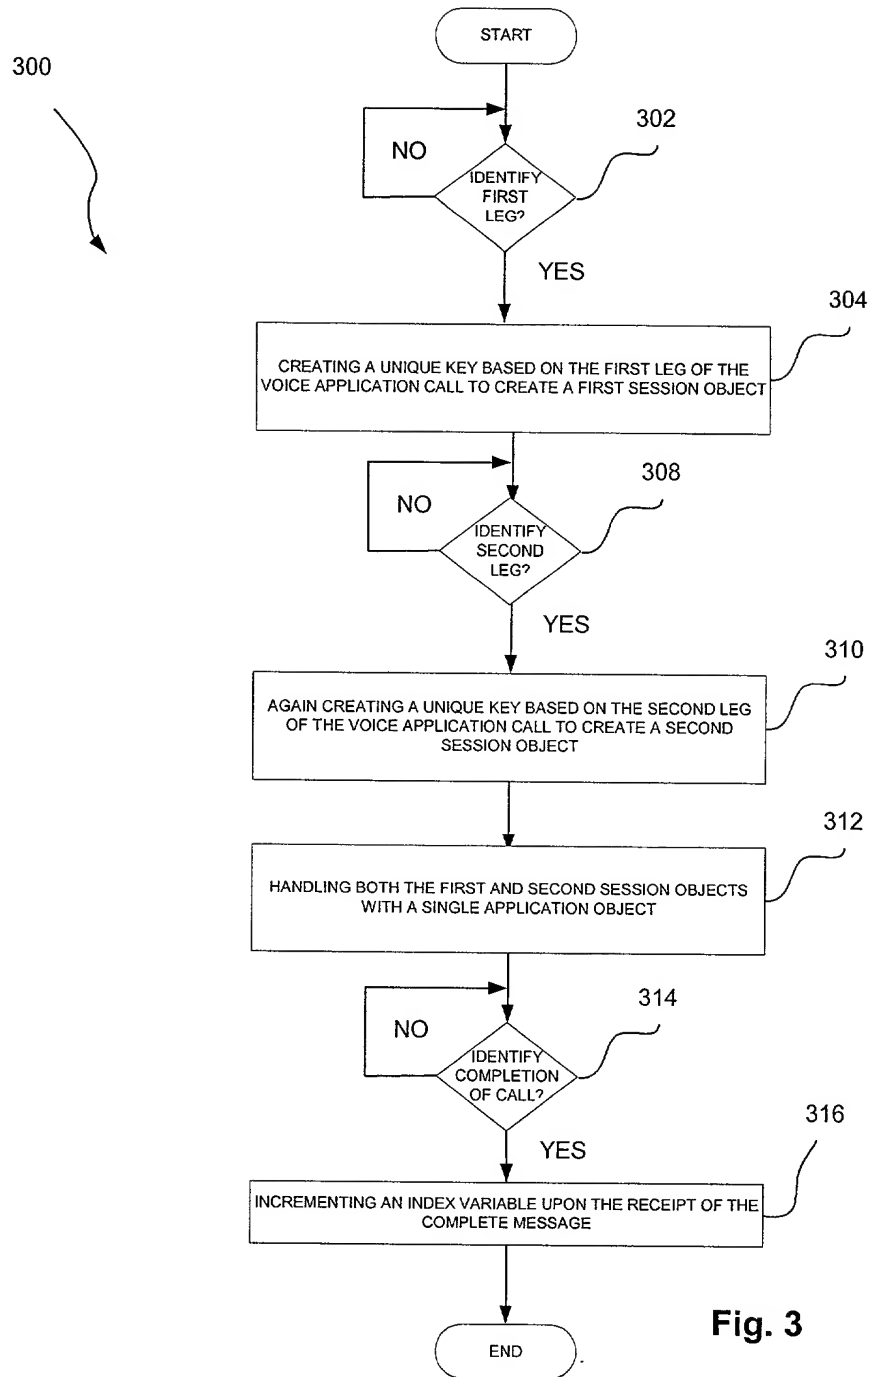 START
300
302
NO
IDENTIFY
FIRST
LEG?
YES
304
CREATING A UNIQUE KEY BASED ON THE FIRST LEG OF THE
VOICE APPLICATION CALL TO CREATE A FIRST SESSION OBJECT
308
NO
IDENTIFY
SECOND
LEG?
YES
310
AGAIN CREATING A UNIQUE KEY BASED ON THE SECOND LEG
OF THE VOICE APPLICATION CALL TO CREATE A SECOND
SESSION OBJECT
312
HANDLING BOTH THE FIRST AND SECOND SESSION OBJECTS
WITH A SINGLE APPLICATION OBJECT
314
NO
IDENTIFY
COMPLETION
OF CALL?
YES
316
INCREMENTING AN INDEX VARIABLE UPON THE RECEIPT OF THE
COMPLETE MESSAGE
Fig. 3
END